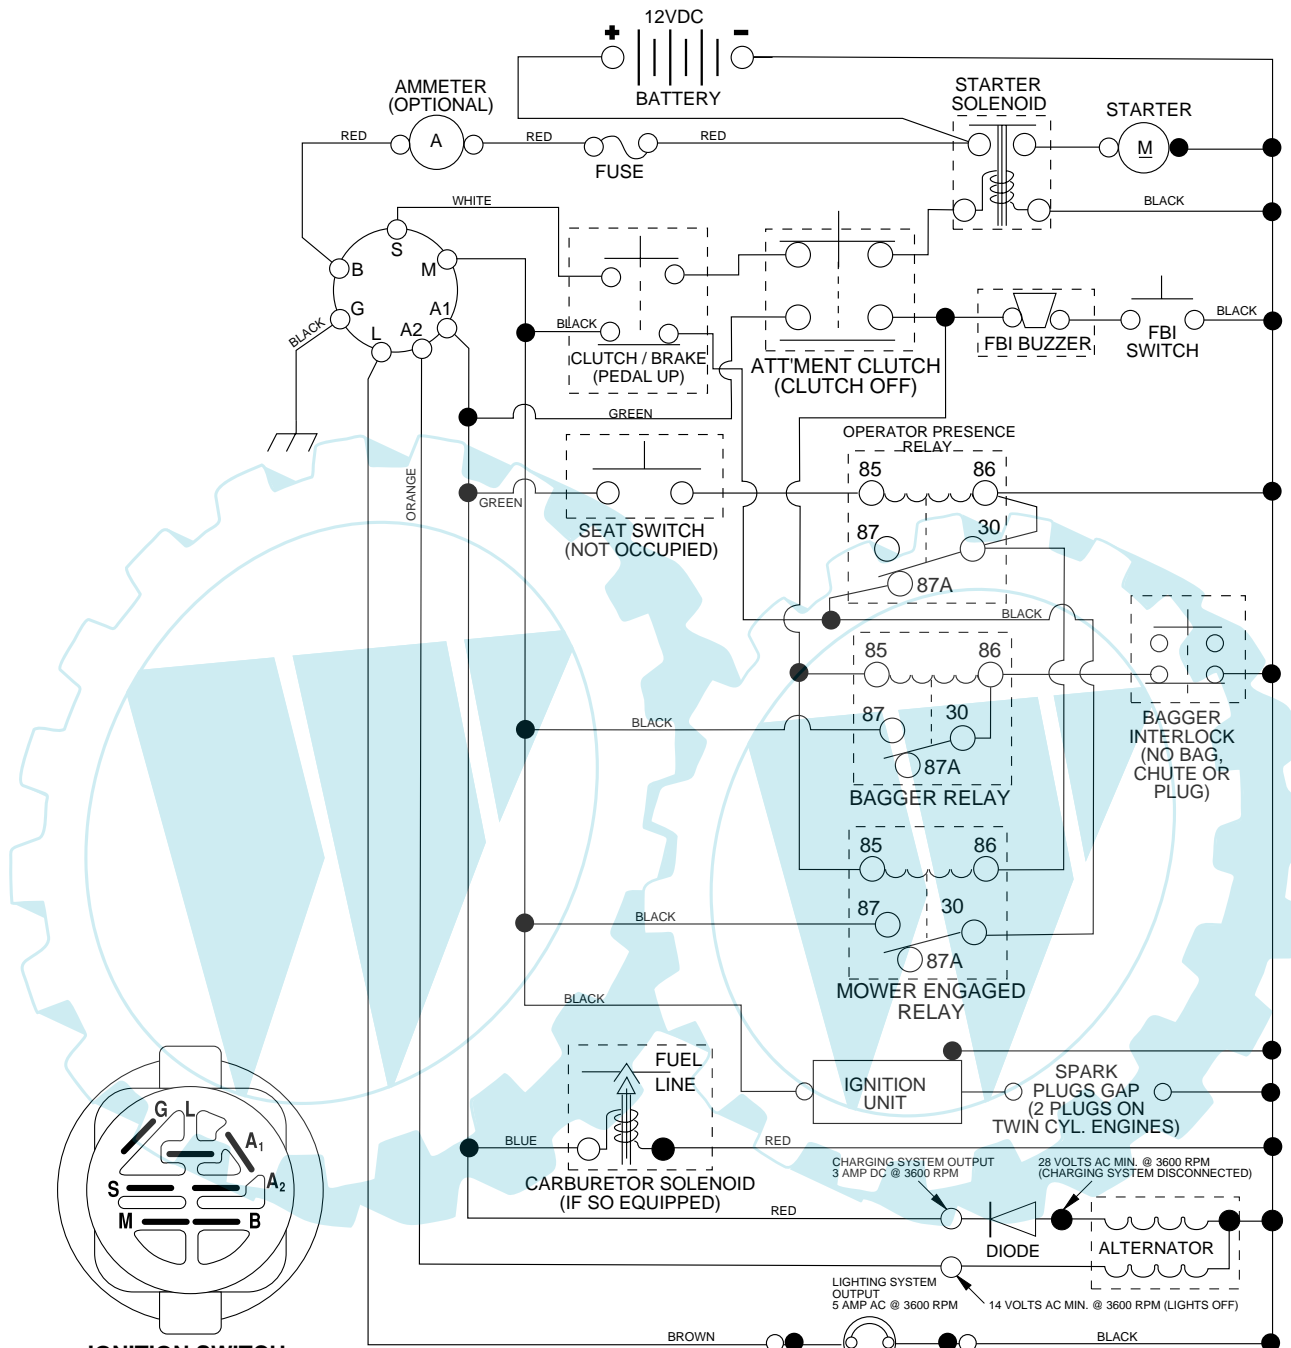 12VDC
+
-
BATTERY
AMMETER
(OPTIONAL)
RED
A
RED
FUSE
RED
STARTER
SOLENOID
STARTER
M
BLACK
WHITE
S
B
M
G
A1
A2
L
BLACK
BLACK
CLUTCH / BRAKE
(PEDAL UP)
ATT'MENT CLUTCH
(CLUTCH OFF)
FBI BUZZER
FBI
SWITCH
BLACK
GREEN
OPERATOR PRESENCE
RELAY
85
86
ORANGE
GREEN
SEAT SWITCH
(NOT OCCUPIED)
87
30
87A
BLACK
85
86
BLACK
87
30
87A
BAGGER RELAY
BAGGER
INTERLOCK
(NO BAG,
CHUTE OR
PLUG)
85
86
BLACK
87
30
87A
MOWER ENGAGED
RELAY
BLACK
FUEL
LINE
IGNITION
UNIT
SPARK
PLUGS GAP
(2 PLUGS ON
TWIN CYL. ENGINES)
BLUE
RED
CARBURETOR SOLENOID
(IF SO EQUIPPED)
CHARGING SYSTEM OUTPUT
3 AMP DC @ 3600 RPM
28 VOLTS AC MIN. @ 3600 RPM
(CHARGING SYSTEM DISCONNECTED)
RED
DIODE
ALTERNATOR
LIGHTING SYSTEM
OUTPUT
5 AMP AC @ 3600 RPM
14 VOLTS AC MIN. @ 3600 RPM (LIGHTS OFF)
BROWN
BLACK
G
L
A1
A2
S
M
B
IGNITION SWITCH